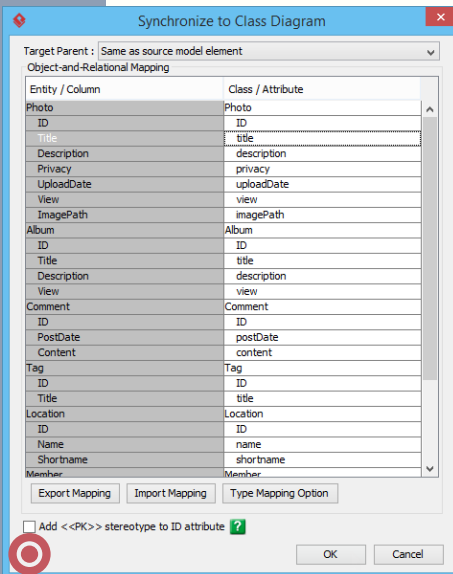 Synchronize to Class Diagram
Target Parent : Same as source model element
Object-and-Relational Mapping
Entity / Column Class / Attribute
Photo Photo
ID ID
Title title
Description description
Privacy privacy
UploadDate uploadDate
View view
ImagePath imagePath
Album Album
ID ID
Title title
Description description
View view
Comment Comment
ID ID
PostDate postDate
Content content
Tag Tag
ID ID
Title title
Location Location
ID ID
Name name
Shortname shortname
Member Member
Export Mapping Import Mapping Type Mapping Option
Add <<PK>> stereotype to ID attribute ?
OK Cancel